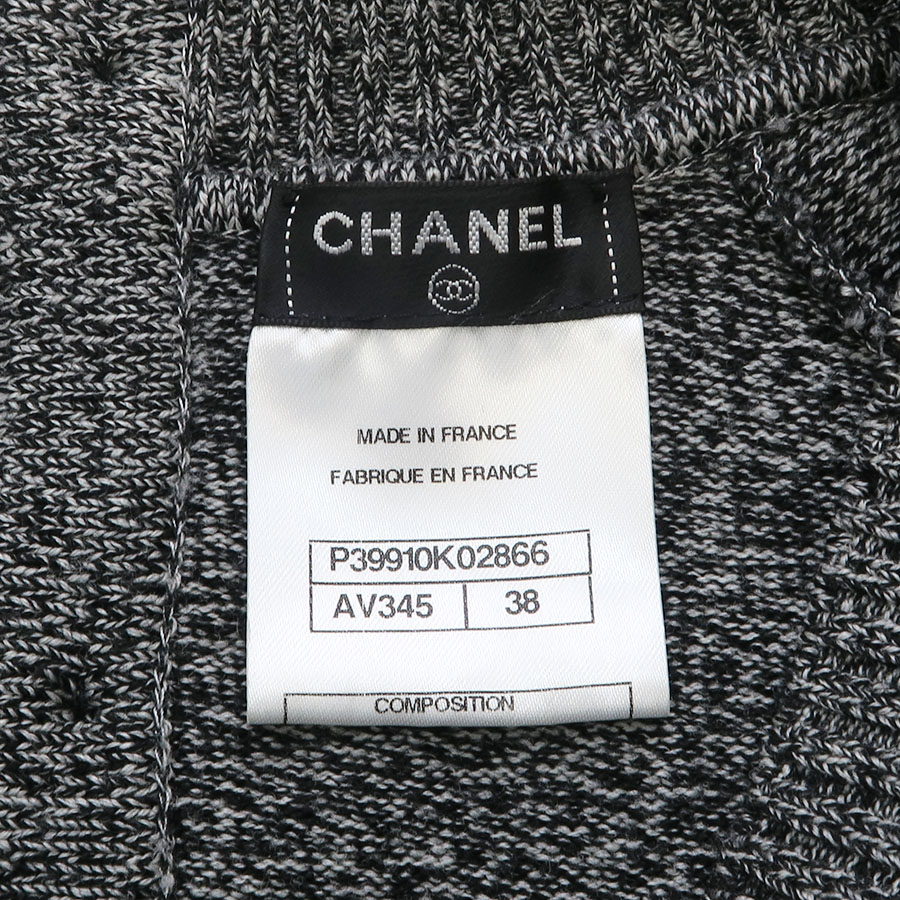 CHANEL
MADE IN FRANCE
FABRIQUE EN FRANCE
P39910K02866
AV345 38
COMPOSITION